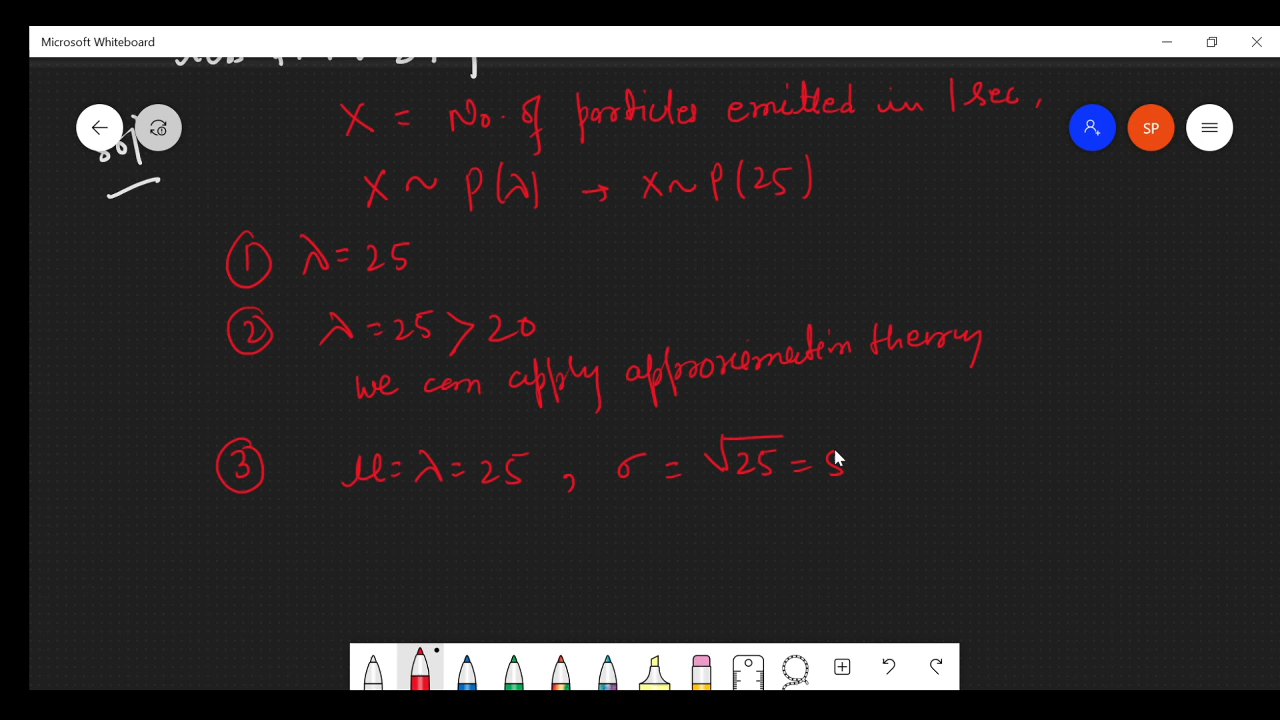 Microsoft Whiteboard
X = No. of particles emitted in 1 sec.
SP
X ~ P(λ) → X ~ P(25)
① λ = 25
② λ = 25 > 20
we can apply approximation theory
③ μ = λ = 25 , σ = √25 = 5